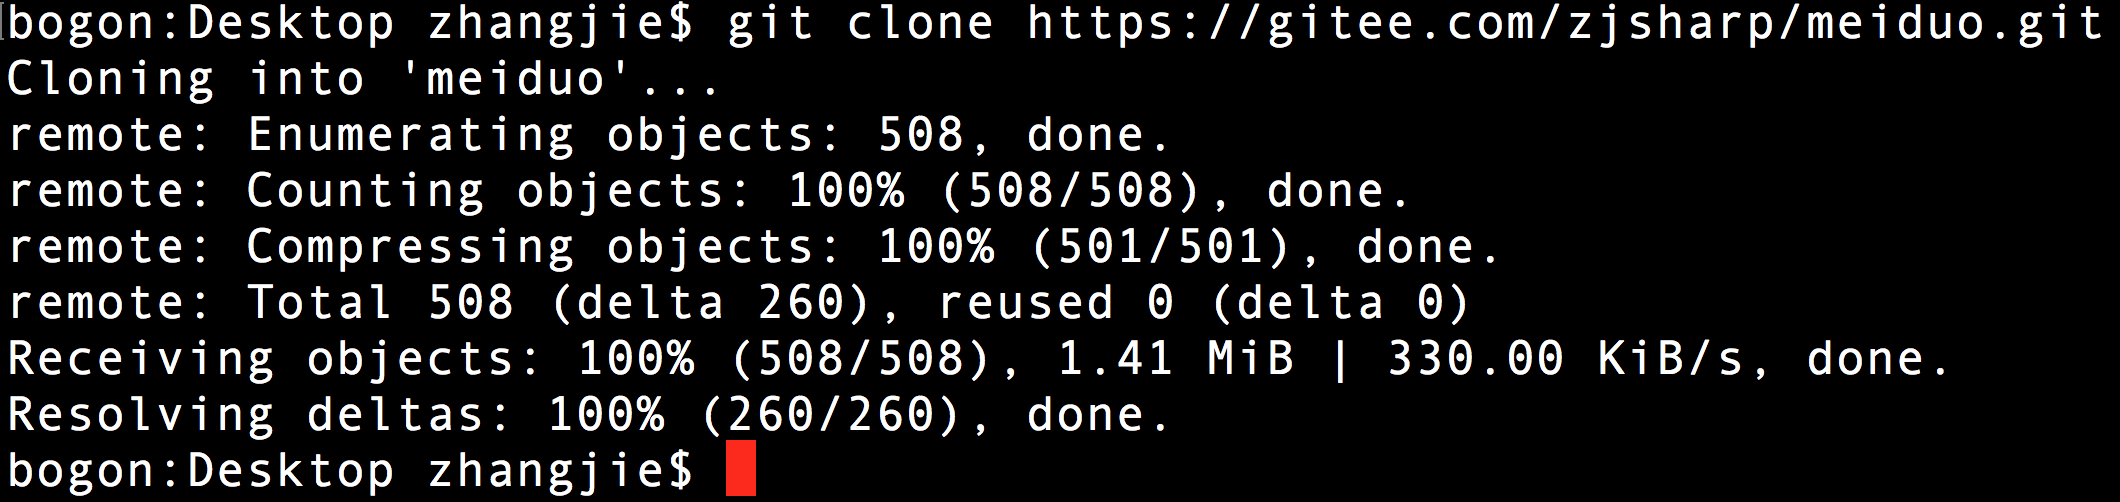 bogon:Desktop zhangjie$ git clone https://gitee.com/zjsharp/meiduo.git
Cloning into 'meiduo'...
remote: Enumerating objects: 508, done.
remote: Counting objects: 100% (508/508), done.
remote: Compressing objects: 100% (501/501), done.
remote: Total 508 (delta 260), reused 0 (delta 0)
Receiving objects: 100% (508/508), 1.41 MiB | 330.00 KiB/s, done.
Resolving deltas: 100% (260/260), done.
bogon:Desktop zhangjie$